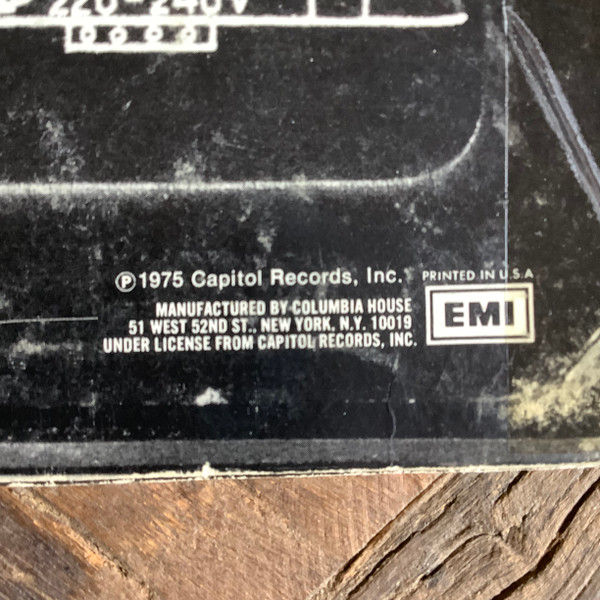 220-240V
℗1975 Capitol Records, Inc.
PRINTED IN U.S.A
MANUFACTURED BY COLUMBIA HOUSE
51 WEST 52ND ST., NEW YORK, N.Y. 10019
UNDER LICENSE FROM CAPITOL RECORDS, INC.
EMI